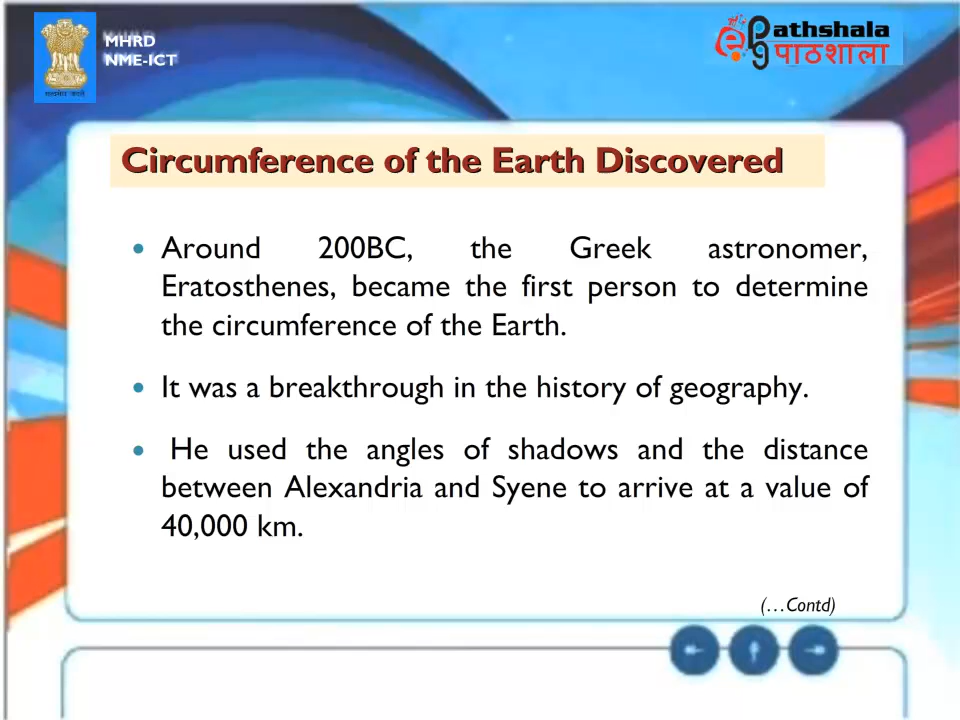 MHRD
NME-ICT
ePathshala
पाठशाला
Circumference of the Earth Discovered
• Around 200BC, the Greek astronomer,
Eratosthenes, became the first person to determine
the circumference of the Earth.
• It was a breakthrough in the history of geography.
• He used the angles of shadows and the distance
between Alexandria and Syene to arrive at a value of
40,000 km.
(…Contd)